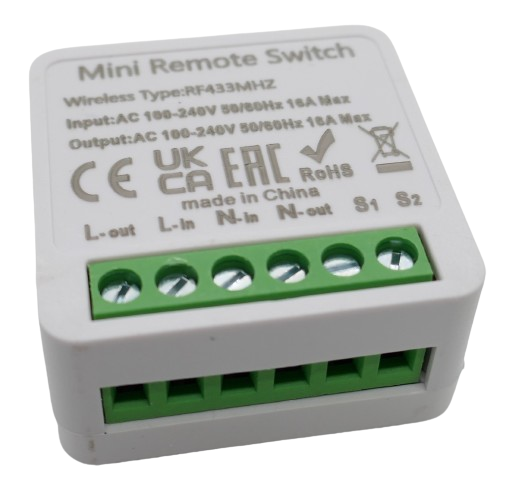 Mini Remote Switch
Wireless Type:RF433MHZ
Input:AC 100-240V 50/60Hz 16A Max
Output:AC 100-240V 50/60Hz 16A Max
CE UK CA EAC RoHS
made in China
L-out L-in N-in N-out S1 S2